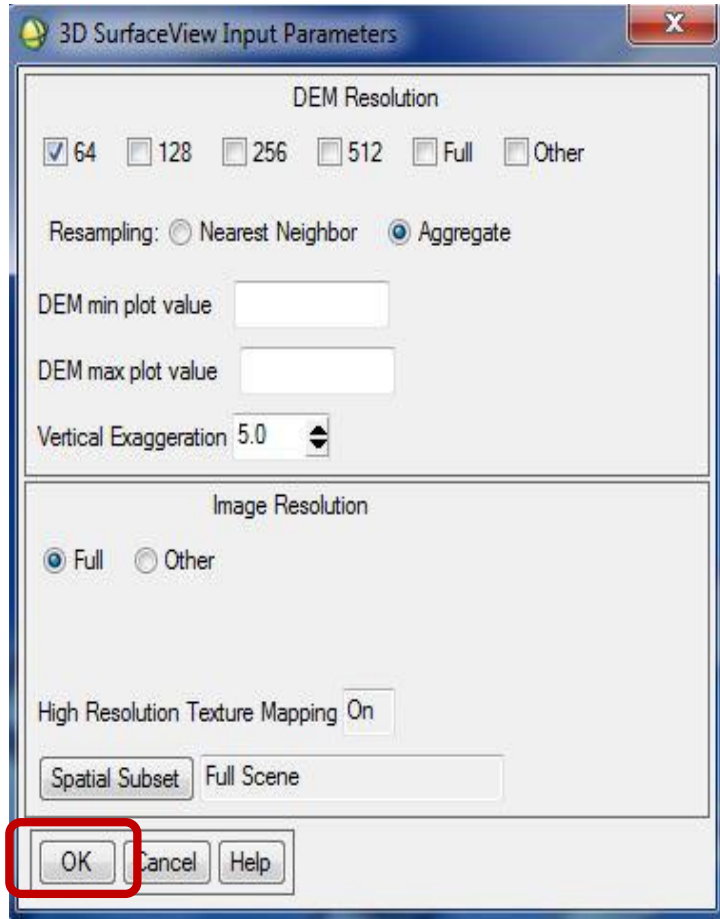 3D SurfaceView Input Parameters
X
DEM Resolution
64 128 256 512 Full Other
Resampling: Nearest Neighbor Aggregate
DEM min plot value
DEM max plot value
Vertical Exaggeration 5.0
Image Resolution
Full Other
High Resolution Texture Mapping On
Spatial Subset Full Scene
OK Cancel Help